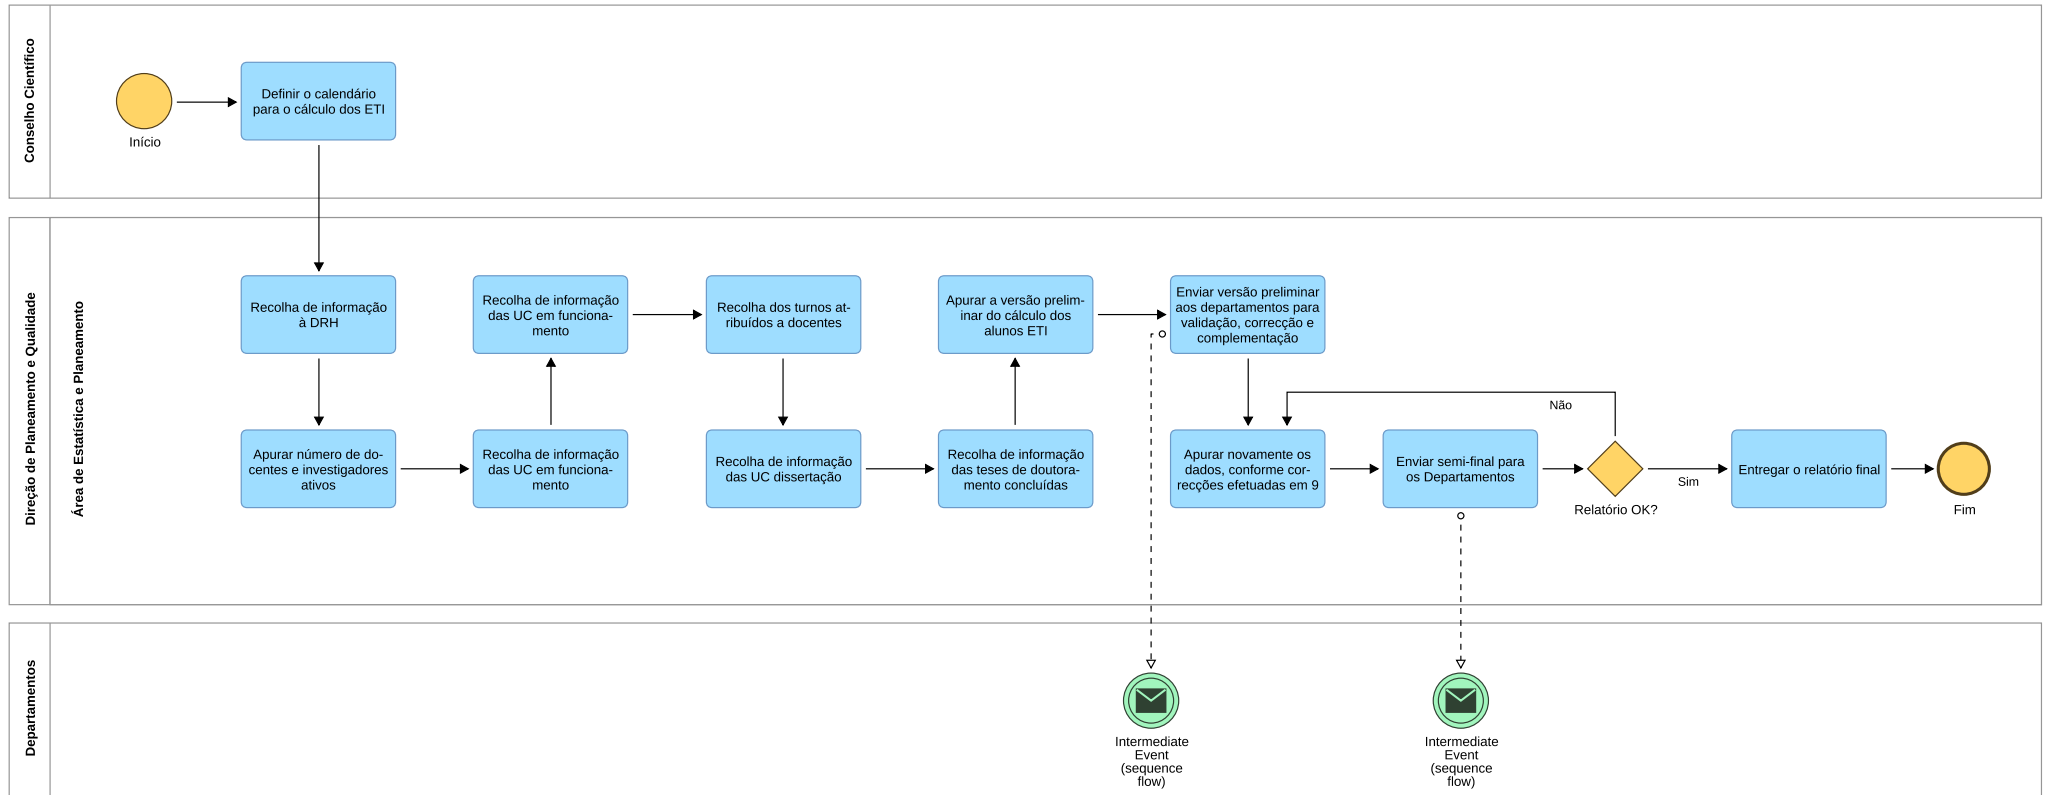 Conselho Científico
Início
Definir o calendário
para o cálculo dos ETI
Direção de Planeamento e Qualidade
Área de Estatística e Planeamento
Recolha de informação
à DRH
Apurar número de do-
centes e investigadores
ativos
Recolha de informação
das UC em funciona-
mento
Recolha de informação
das UC em funciona-
mento
Recolha dos turnos at-
ribuídos a docentes
Recolha de informação
das UC dissertação
Recolha de informação
das teses de doutora-
mento concluídas
Apurar a versão prelim-
inar do cálculo dos
alunos ETI
Enviar versão preliminar
aos departamentos para
validação, correcção e
complementação
Apurar novamente os
dados, conforme cor-
recções efetuadas em 9
Enviar semi-final para
os Departamentos
Não
Relatório OK?
Sim
Entregar o relatório final
Fim
Departamentos
Intermediate
Event
(sequence
flow)
Intermediate
Event
(sequence
flow)